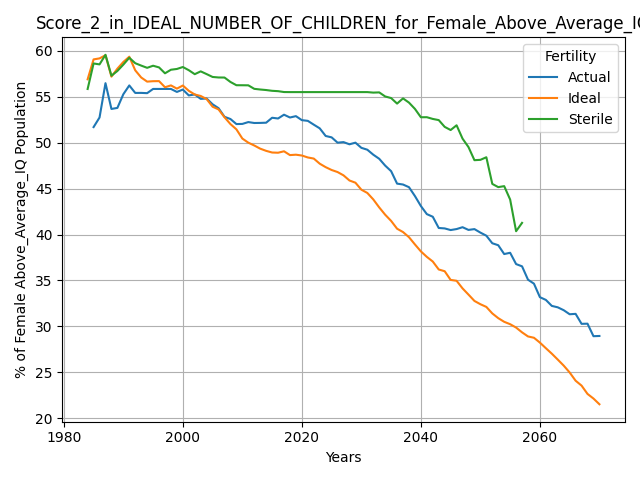 Score_2_in_IDEAL_NUMBER_OF_CHILDREN_for_Female_Above_Average_IQ
Fertility
Actual
Ideal
Sterile
% of Female Above_Average_IQ Population
60
55
50
45
40
35
30
25
20
1980
2000
2020
2040
2060
Years